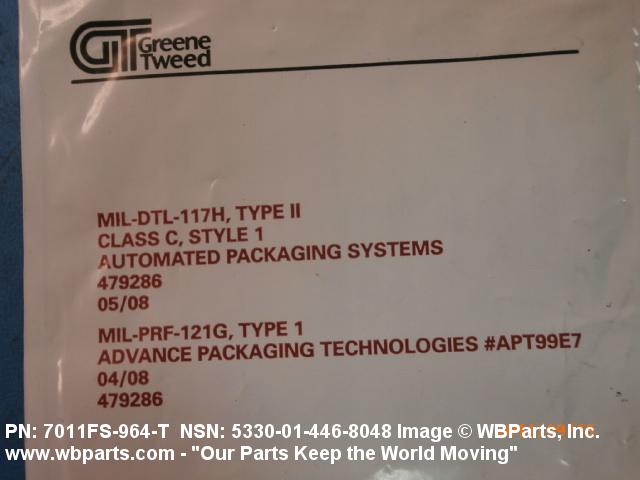 GT Greene
Tweed
MIL-DTL-117H, TYPE II
CLASS C, STYLE 1
AUTOMATED PACKAGING SYSTEMS
479286
05/08
MIL-PRF-121G, TYPE 1
ADVANCE PACKAGING TECHNOLOGIES #APT99E7
04/08
479286
PN: 7011FS-964-T NSN: 5330-01-446-8048 Image © WBParts, Inc.
www.wbparts.com - "Our Parts Keep the World Moving"